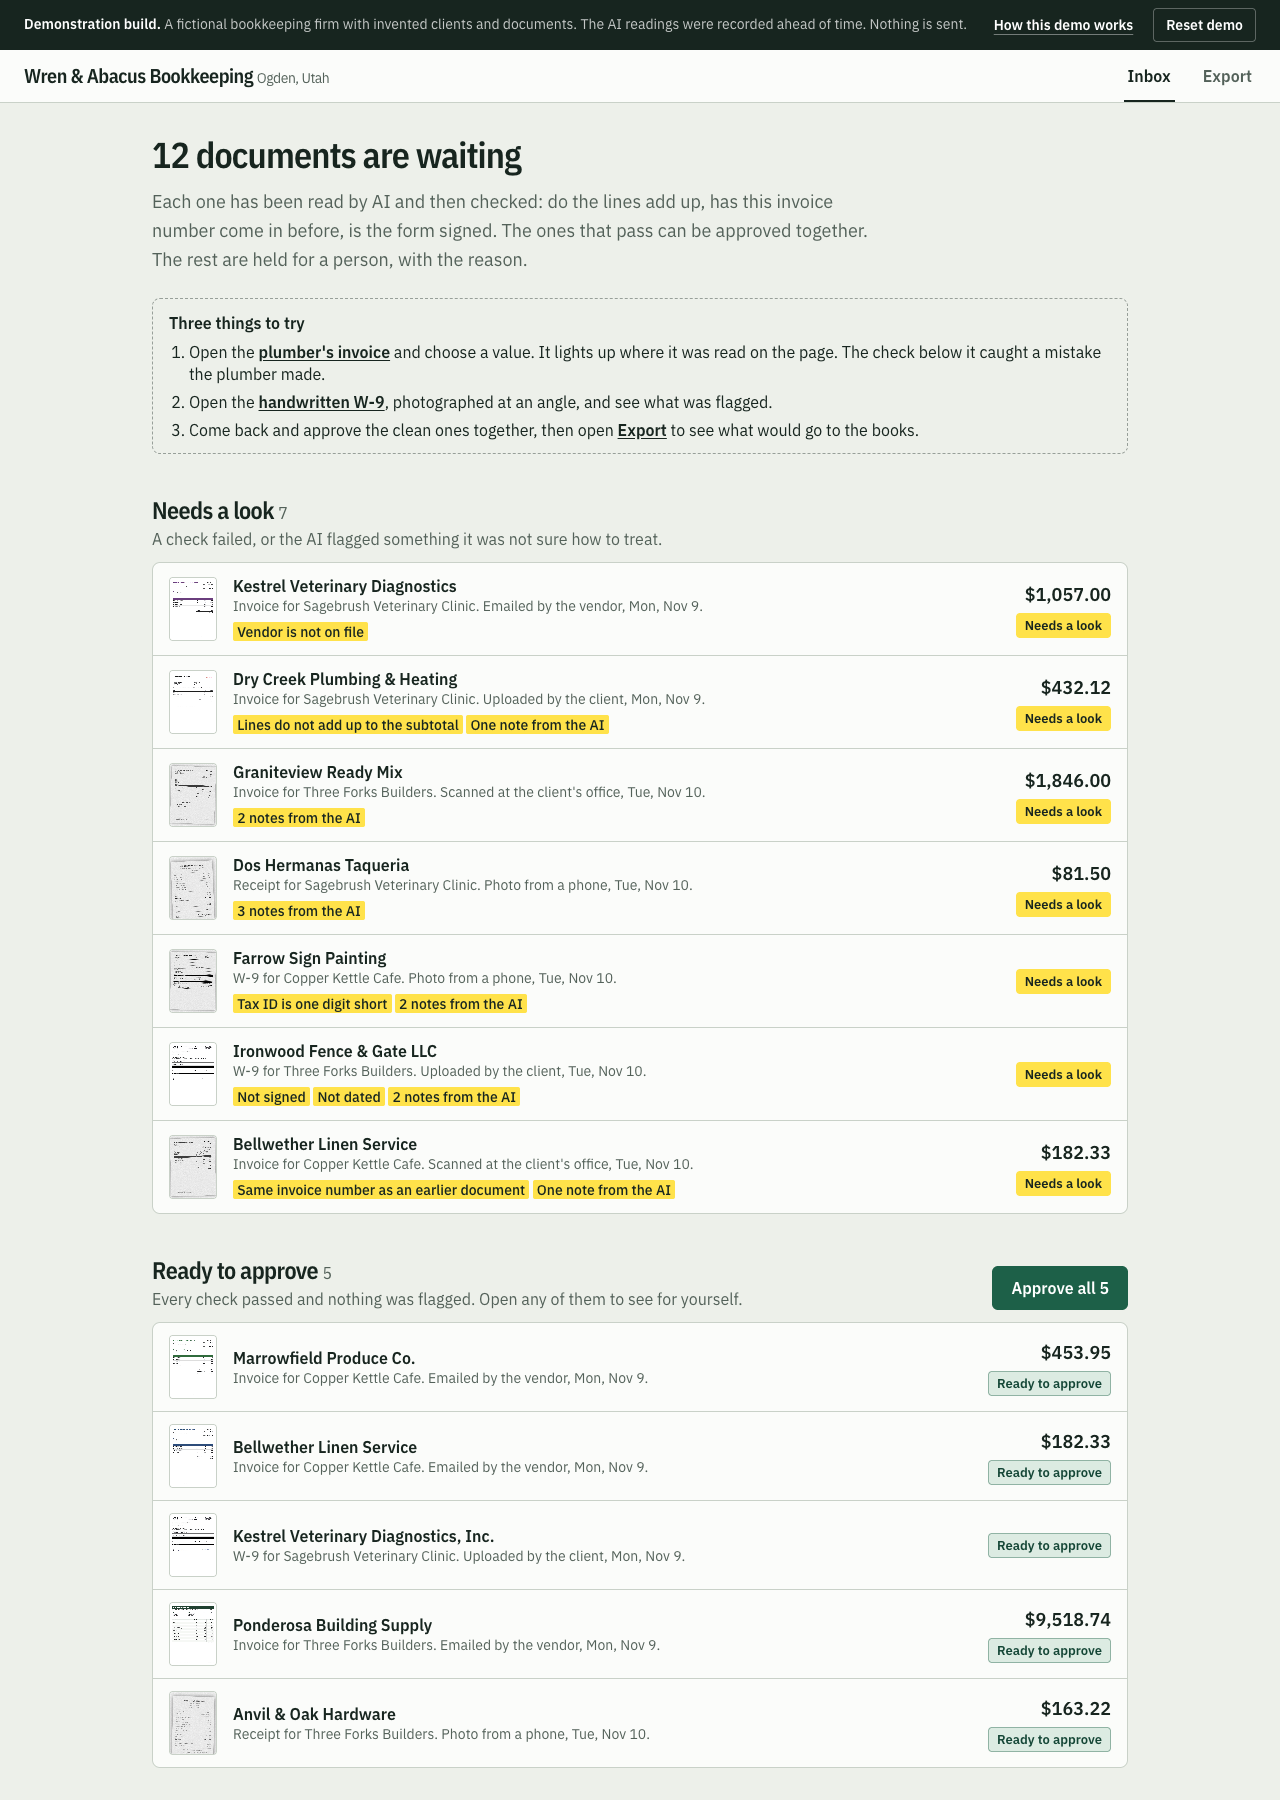 Demonstration build. A fictional bookkeeping firm with invented clients and documents. The AI readings were recorded ahead of time. Nothing is sent.
How this demo works
Reset demo
Wren & Abacus Bookkeeping Ogden, Utah
Inbox
Export
12 documents are waiting
Each one has been read by AI and then checked: do the lines add up, has this invoice
number come in before, is the form signed. The ones that pass can be approved together.
The rest are held for a person, with the reason.
Three things to try
1. Open the plumber's invoice and choose a value. It lights up where it was read on the page. The check below it caught a mistake
the plumber made.
2. Open the handwritten W-9, photographed at an angle, and see what was flagged.
3. Come back and approve the clean ones together, then open Export to see what would go to the books.
Needs a look 7
A check failed, or the AI flagged something it was not sure how to treat.
Kestrel Veterinary Diagnostics
Invoice for Sagebrush Veterinary Clinic. Emailed by the vendor, Mon, Nov 9.
Vendor is not on file
$1,057.00
Needs a look
Dry Creek Plumbing & Heating
Invoice for Sagebrush Veterinary Clinic. Uploaded by the client, Mon, Nov 9.
Lines do not add up to the subtotal
One note from the AI
$432.12
Needs a look
Graniteview Ready Mix
Invoice for Three Forks Builders. Scanned at the client's office, Tue, Nov 10.
2 notes from the AI
$1,846.00
Needs a look
Dos Hermanas Taqueria
Receipt for Sagebrush Veterinary Clinic. Photo from a phone, Tue, Nov 10.
3 notes from the AI
$81.50
Needs a look
Farrow Sign Painting
W-9 for Copper Kettle Cafe. Photo from a phone, Tue, Nov 10.
Tax ID is one digit short
2 notes from the AI
Needs a look
Ironwood Fence & Gate LLC
W-9 for Three Forks Builders. Uploaded by the client, Tue, Nov 10.
Not signed
Not dated
2 notes from the AI
Needs a look
Bellwether Linen Service
Invoice for Copper Kettle Cafe. Scanned at the client's office, Tue, Nov 10.
Same invoice number as an earlier document
One note from the AI
$182.33
Needs a look
Ready to approve 5
Every check passed and nothing was flagged. Open any of them to see for yourself.
Approve all 5
Marrowfield Produce Co.
Invoice for Copper Kettle Cafe. Emailed by the vendor, Mon, Nov 9.
$453.95
Ready to approve
Bellwether Linen Service
Invoice for Copper Kettle Cafe. Emailed by the vendor, Mon, Nov 9.
$182.33
Ready to approve
Kestrel Veterinary Diagnostics, Inc.
W-9 for Sagebrush Veterinary Clinic. Uploaded by the client, Mon, Nov 9.
Ready to approve
Ponderosa Building Supply
Invoice for Three Forks Builders. Emailed by the vendor, Mon, Nov 9.
$9,518.74
Ready to approve
Anvil & Oak Hardware
Receipt for Three Forks Builders. Photo from a phone, Tue, Nov 10.
$163.22
Ready to approve